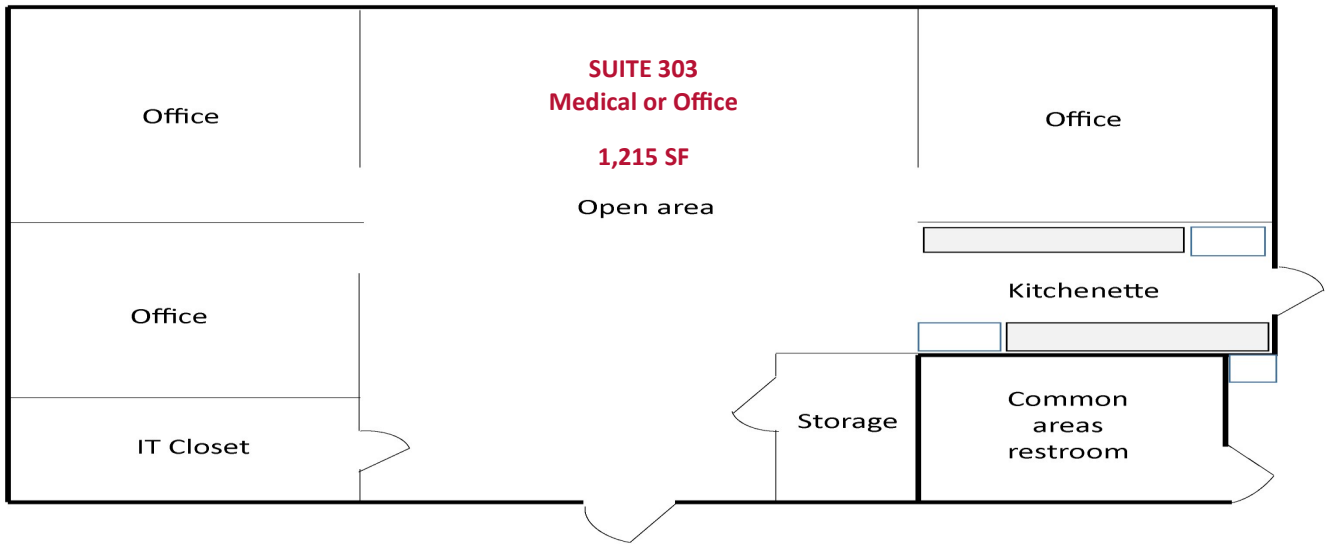 SUITE 303
Medical or Office
1,215 SF
Office
Office
Open area
Kitchenette
Office
Common
areas
restroom
Storage
IT Closet